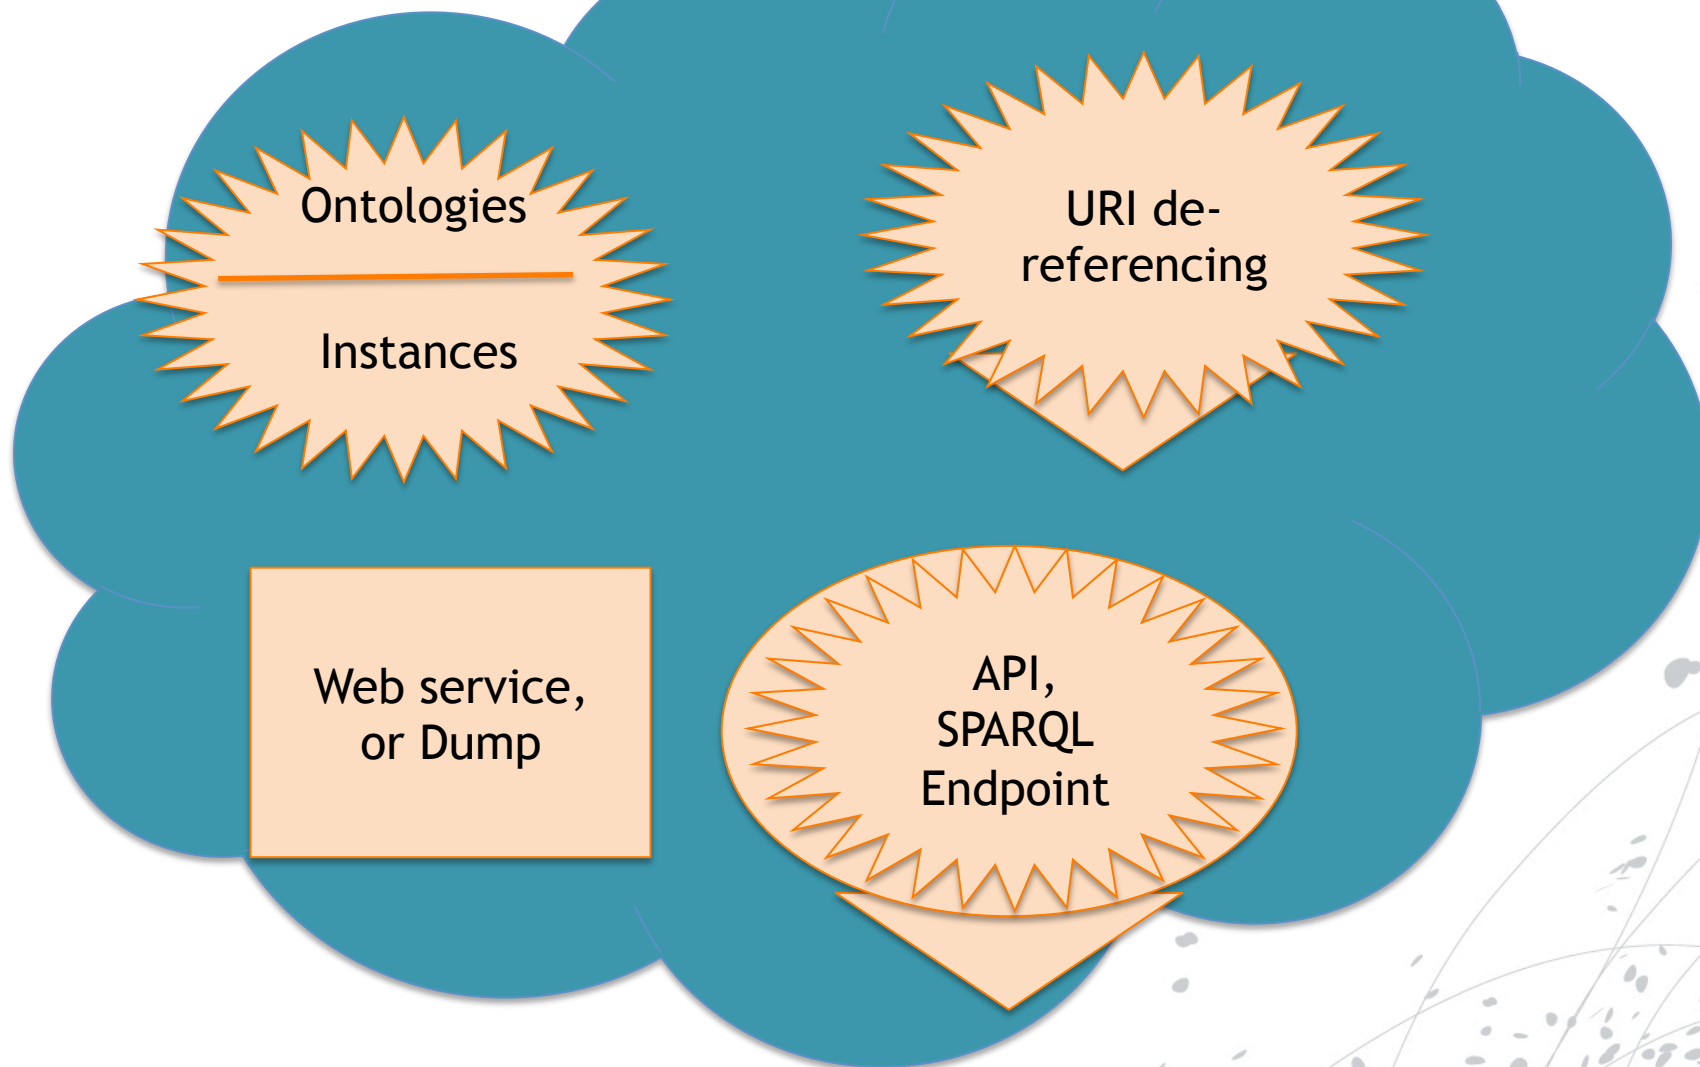 Ontologies
Instances
URI de-
referencing
Web service,
or Dump
API,
SPARQL
Endpoint